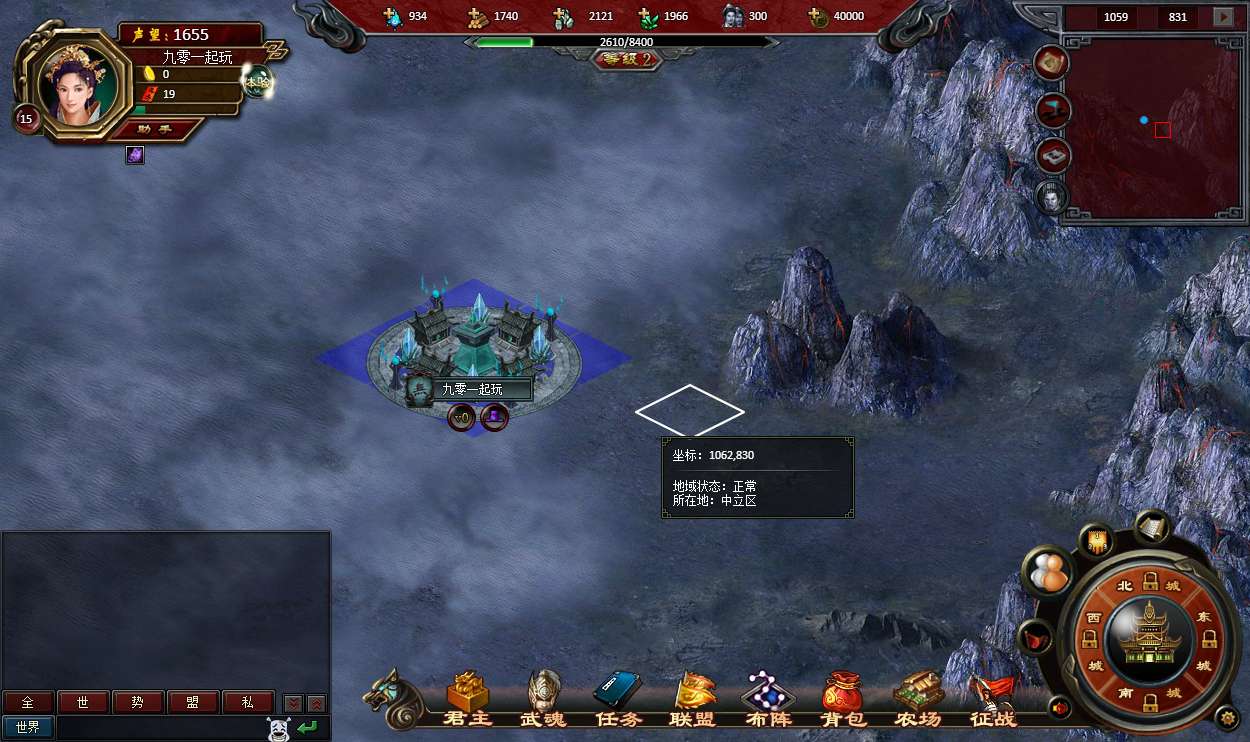 声望：1655
九零一起玩
0
19
15
助手
体验
934
1740
2121
1966
300
40000
2610/8400
等级 2
1059
831
九零一起玩
v0
坐标：1062,830
地域状态：正常
所在地：中立区
全
世
势
盟
私
世界
君主
武魂
任务
联盟
布阵
背包
农场
征战
北城
西城
东城
南城